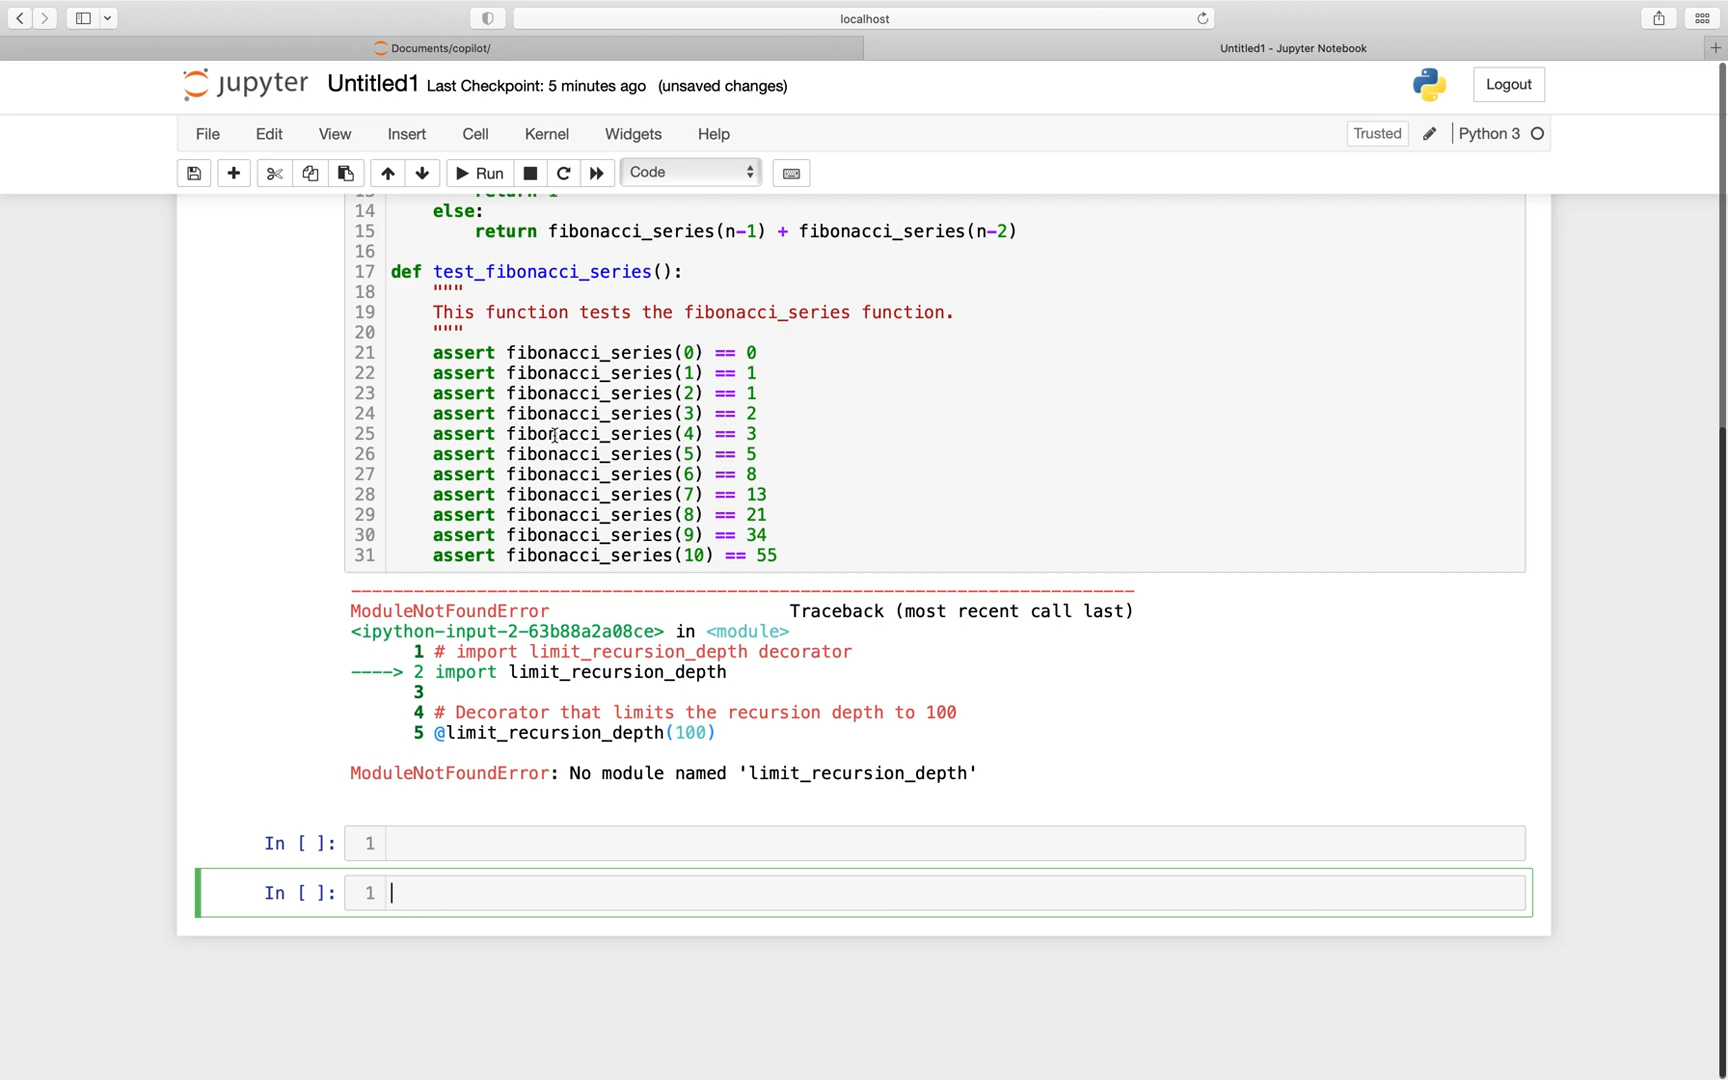 localhost
Documents/copilot/
Untitled1 - Jupyter Notebook
jupyter Untitled1 Last Checkpoint: 5 minutes ago (unsaved changes)
Logout
File Edit View Insert Cell Kernel Widgets Help
Trusted
Python 3
Run
Code
14 else:
15 return fibonacci_series(n-1) + fibonacci_series(n-2)
16
17 def test_fibonacci_series():
18 """
19 This function tests the fibonacci_series function.
20 """
21 assert fibonacci_series(0) == 0
22 assert fibonacci_series(1) == 1
23 assert fibonacci_series(2) == 1
24 assert fibonacci_series(3) == 2
25 assert fibonacci_series(4) == 3
26 assert fibonacci_series(5) == 5
27 assert fibonacci_series(6) == 8
28 assert fibonacci_series(7) == 13
29 assert fibonacci_series(8) == 21
30 assert fibonacci_series(9) == 34
31 assert fibonacci_series(10) == 55
---------------------------------------------------------------------------
ModuleNotFoundError Traceback (most recent call last)
<ipython-input-2-63b88a2a08ce> in <module>
1 # import limit_recursion_depth decorator
----> 2 import limit_recursion_depth
3
4 # Decorator that limits the recursion depth to 100
5 @limit_recursion_depth(100)
ModuleNotFoundError: No module named 'limit_recursion_depth'
In [ ]: 1
In [ ]: 1